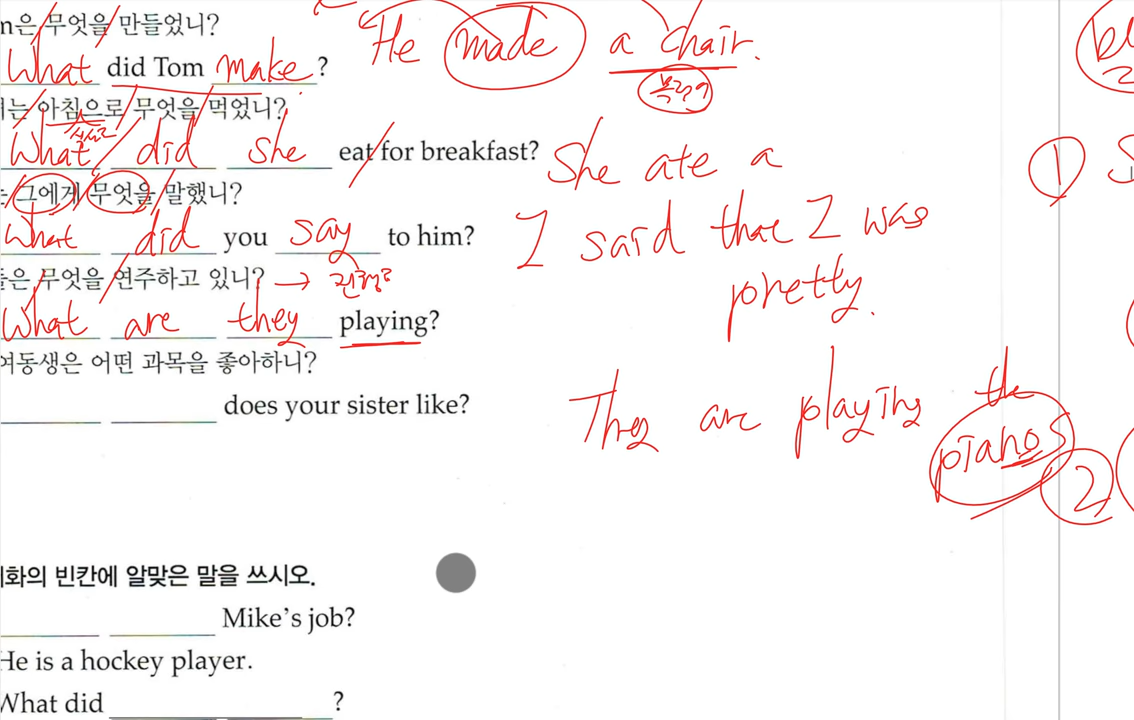 은 무엇을 만들었니?
What did Tom make?
He made a chair.
는 아침으로 무엇을 먹었니?
What did she eat for breakfast?
She ate a
그에게 무엇을 말했니?
What did you say to him?
I said that I was
pretty.
은 무엇을 연주하고 있니? → 진행형
What are they playing?
여동생은 어떤 과목을 좋아하니?
does your sister like?
They are playing the
pianos
①
②
화의 빈칸에 알맞은 말을 쓰시오.
Mike's job?
He is a hockey player.
What did ?